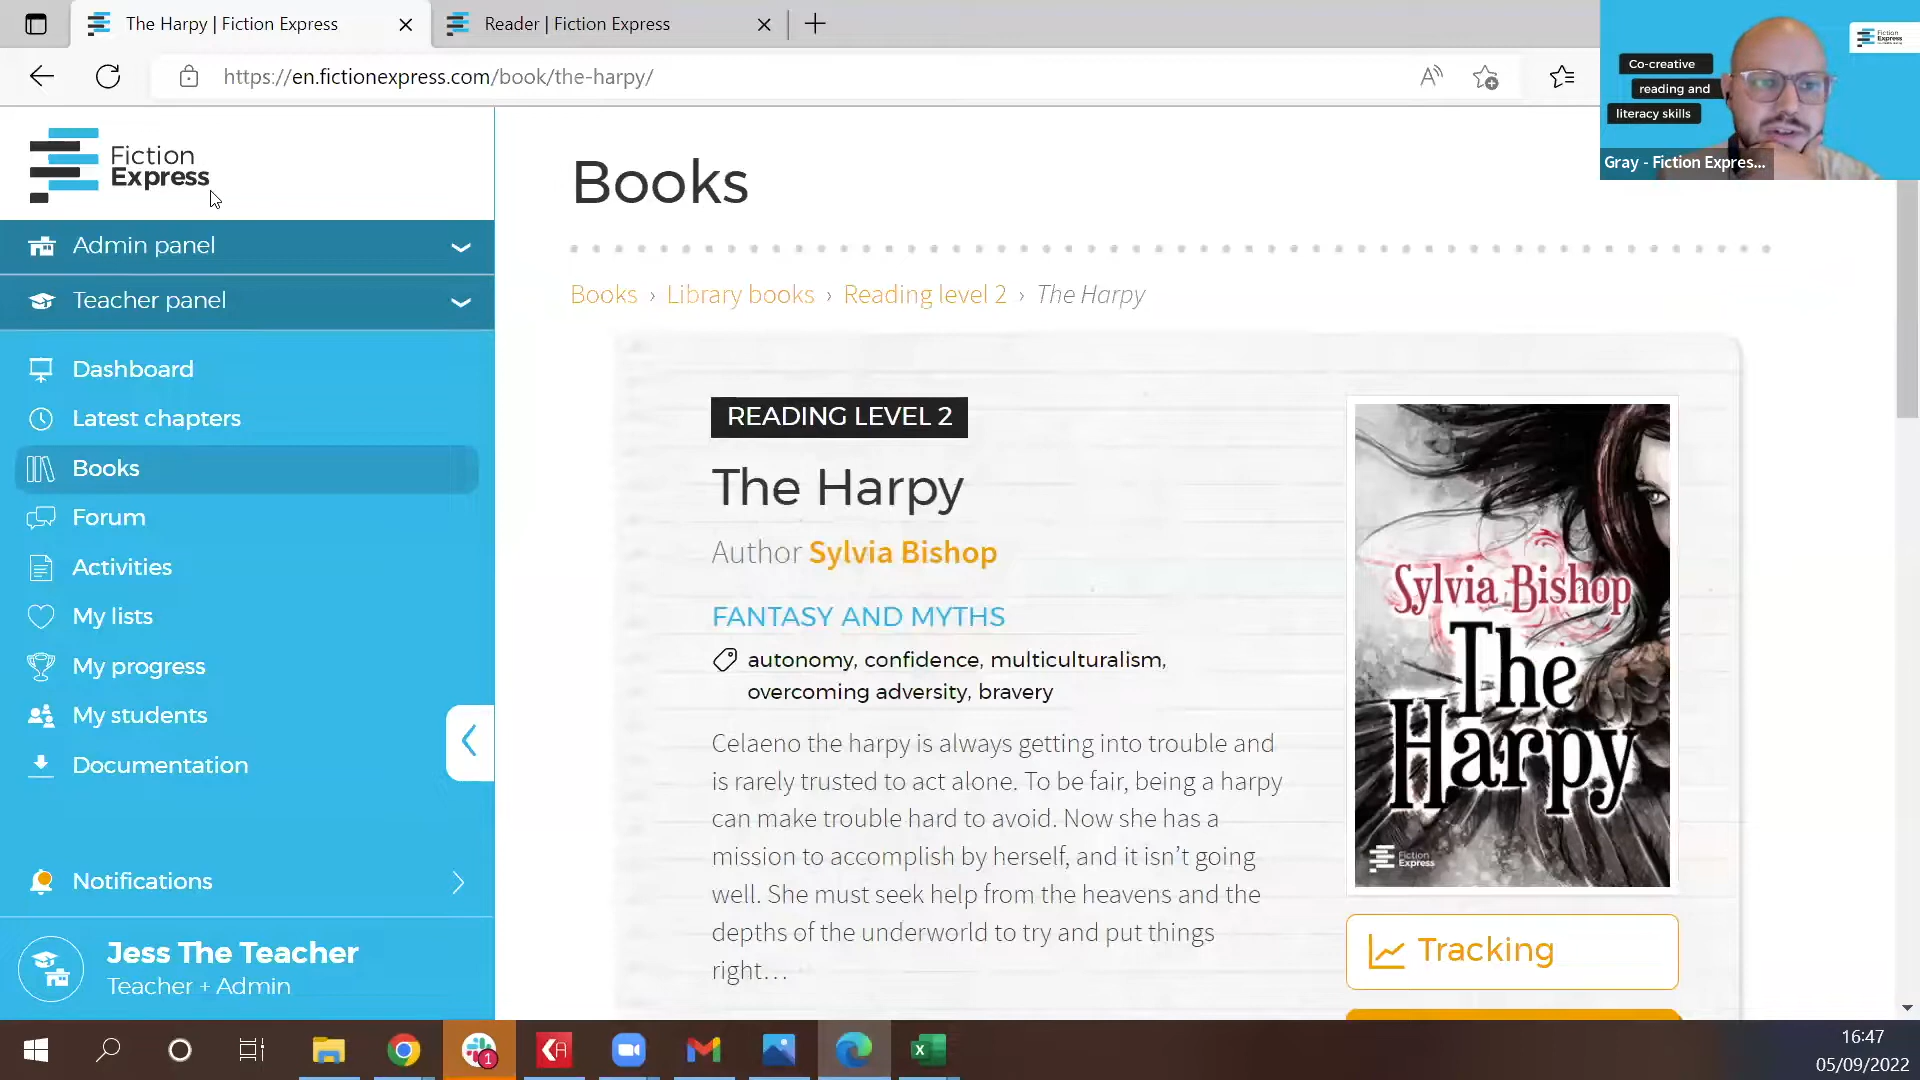 The Harpy | Fiction Express
Reader | Fiction Express
https://en.fictionexpress.com/book/the-harpy/
Co-creative
reading and
literacy skills
Fiction
Express
Gray - Fiction Expres...
Fiction
Express
Admin panel
Teacher panel
Dashboard
Latest chapters
Books
Forum
Activities
My lists
My progress
My students
Documentation
Notifications
Jess The Teacher
Teacher + Admin
Books
Books › Library books › Reading level 2 › The Harpy
READING LEVEL 2
The Harpy
Author Sylvia Bishop
FANTASY AND MYTHS
autonomy, confidence, multiculturalism,
overcoming adversity, bravery
Celaeno the harpy is always getting into trouble and
is rarely trusted to act alone. To be fair, being a harpy
can make trouble hard to avoid. Now she has a
mission to accomplish by herself, and it isn't going
well. She must seek help from the heavens and the
depths of the underworld to try and put things
right…
Sylvia Bishop
The
Harpy
Fiction
Express
Tracking
1
16:47
05/09/2022